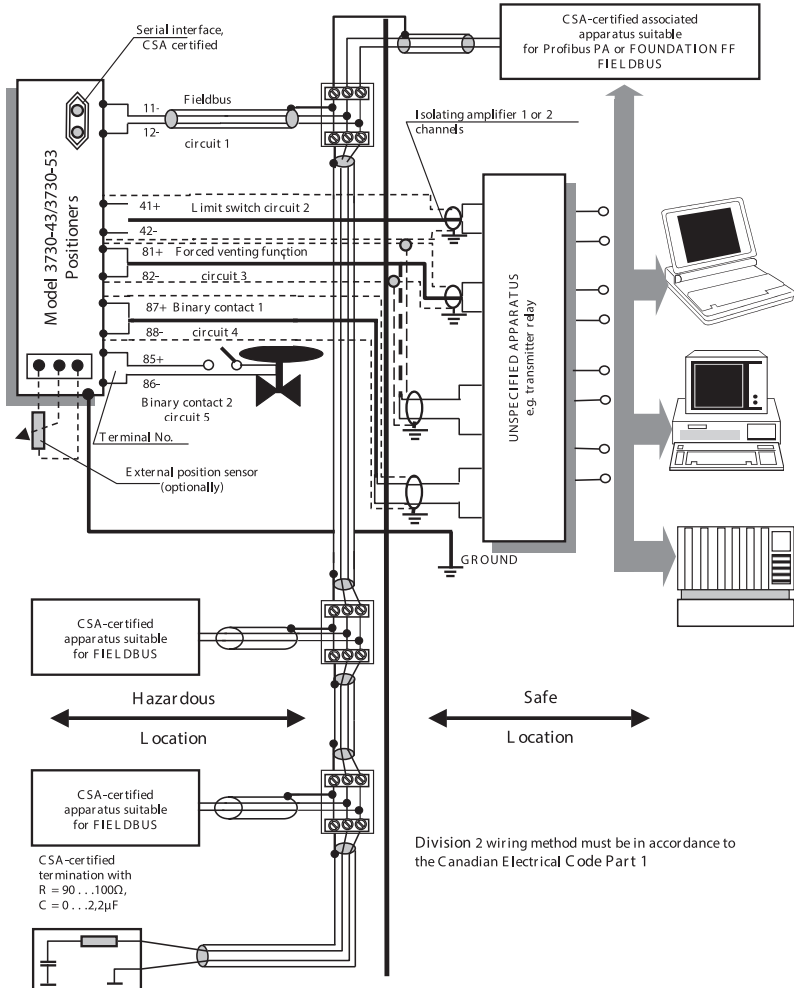 Serial interface,
CSA certified
CSA-certified associated
apparatus suitable
for Profibus PA or FOUNDATION FF
FIELDBUS
Model 3730-43/3730-53
Positioners
11-
12-
Fieldbus
circuit 1
Isolating amplifier 1 or 2
channels
41+
42-
Limit switch circuit 2
81+
82-
Forced venting function
circuit 3
87+
88-
Binary contact 1
circuit 4
85+
86-
Binary contact 2
circuit 5
Terminal No.
External position sensor
(optionally)
UNSPECIFIED APPARATUS
e.g. transmitter relay
GROUND
CSA-certified
apparatus suitable
for FIELDBUS
Hazardous
Location
Safe
Location
CSA-certified
apparatus suitable
for FIELDBUS
Division 2 wiring method must be in accordance to
the Canadian Electrical Code Part 1
CSA-certified
termination with
R = 90 . . .100Ω,
C = 0 . . .2,2µF